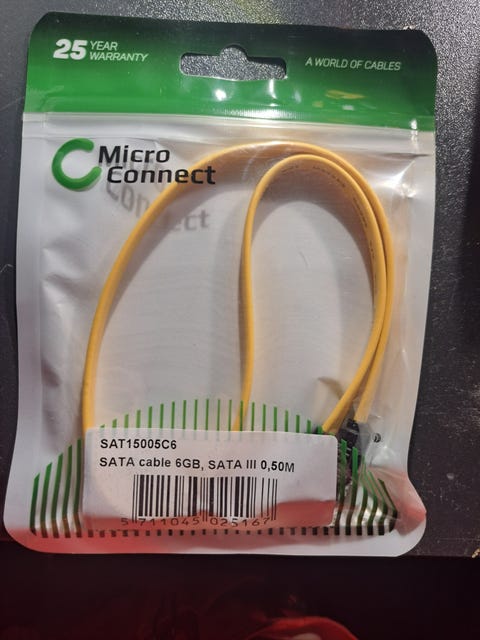 25 YEAR
WARRANTY
A WORLD OF CABLES
Micro
Connect
SAT15005C6
SATA cable 6GB, SATA III 0,50M
5 711045 025167